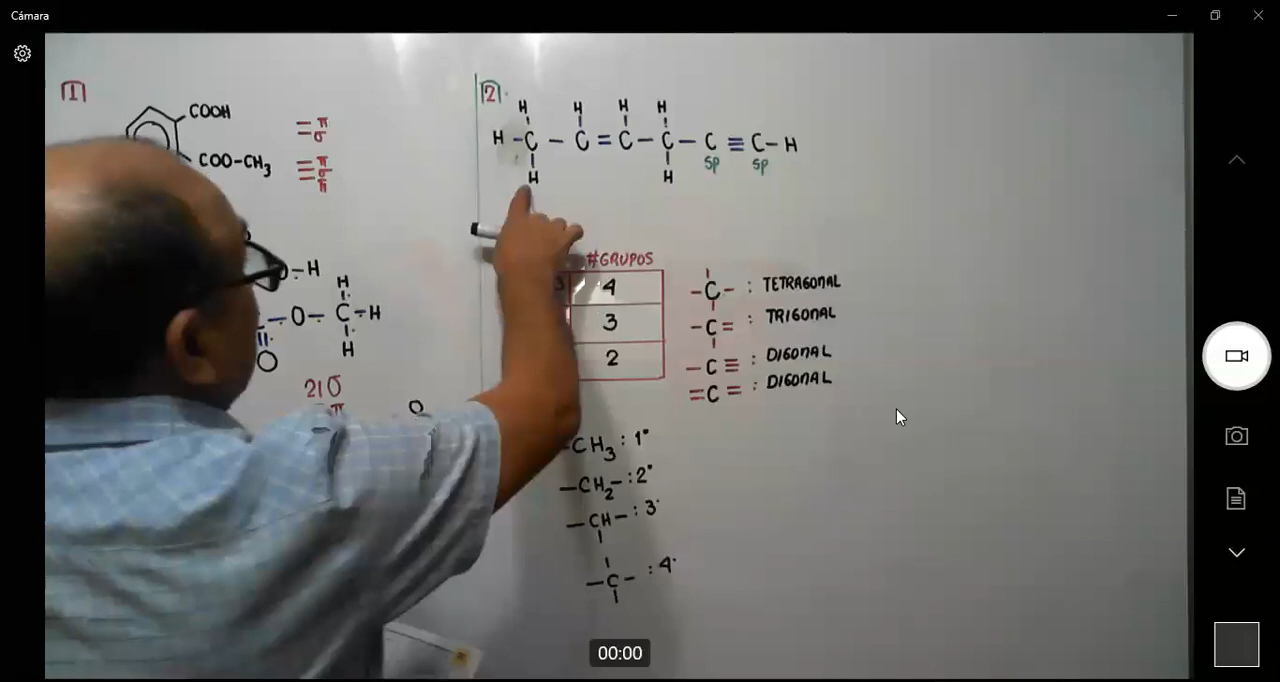 Cámara
1
COOH
COO-CH3
= π σ
≡ π σ π
-H
H
-O-C-H
H
O
21σ
π
O
2.
H H H H
H-C-C=C-C-C≡C-H
sp sp
H H
#GRUPOS
4
3
2
-C- : TETRAGONAL
-C= : TRIGONAL
-C≡ : DIGONAL
=C= : DIGONAL
-CH3 : 1°
-CH2- : 2°
-CH- : 3°
-C- : 4°
00:00